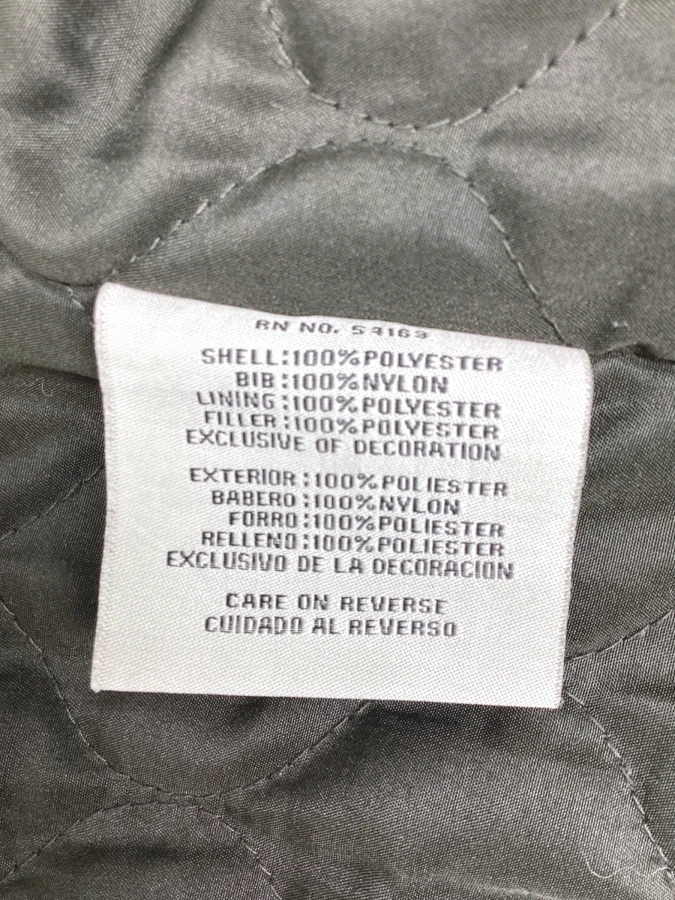 RN NO. 54163
SHELL:100%POLYESTER
BIB:100%NYLON
LINING:100%POLYESTER
FILLER:100%POLYESTER
EXCLUSIVE OF DECORATION
EXTERIOR:100%POLIESTER
BABERO:100%NYLON
FORRO:100%POLIESTER
RELLENO:100%POLIESTER
EXCLUSIVO DE LA DECORACION
CARE ON REVERSE
CUIDADO AL REVERSO